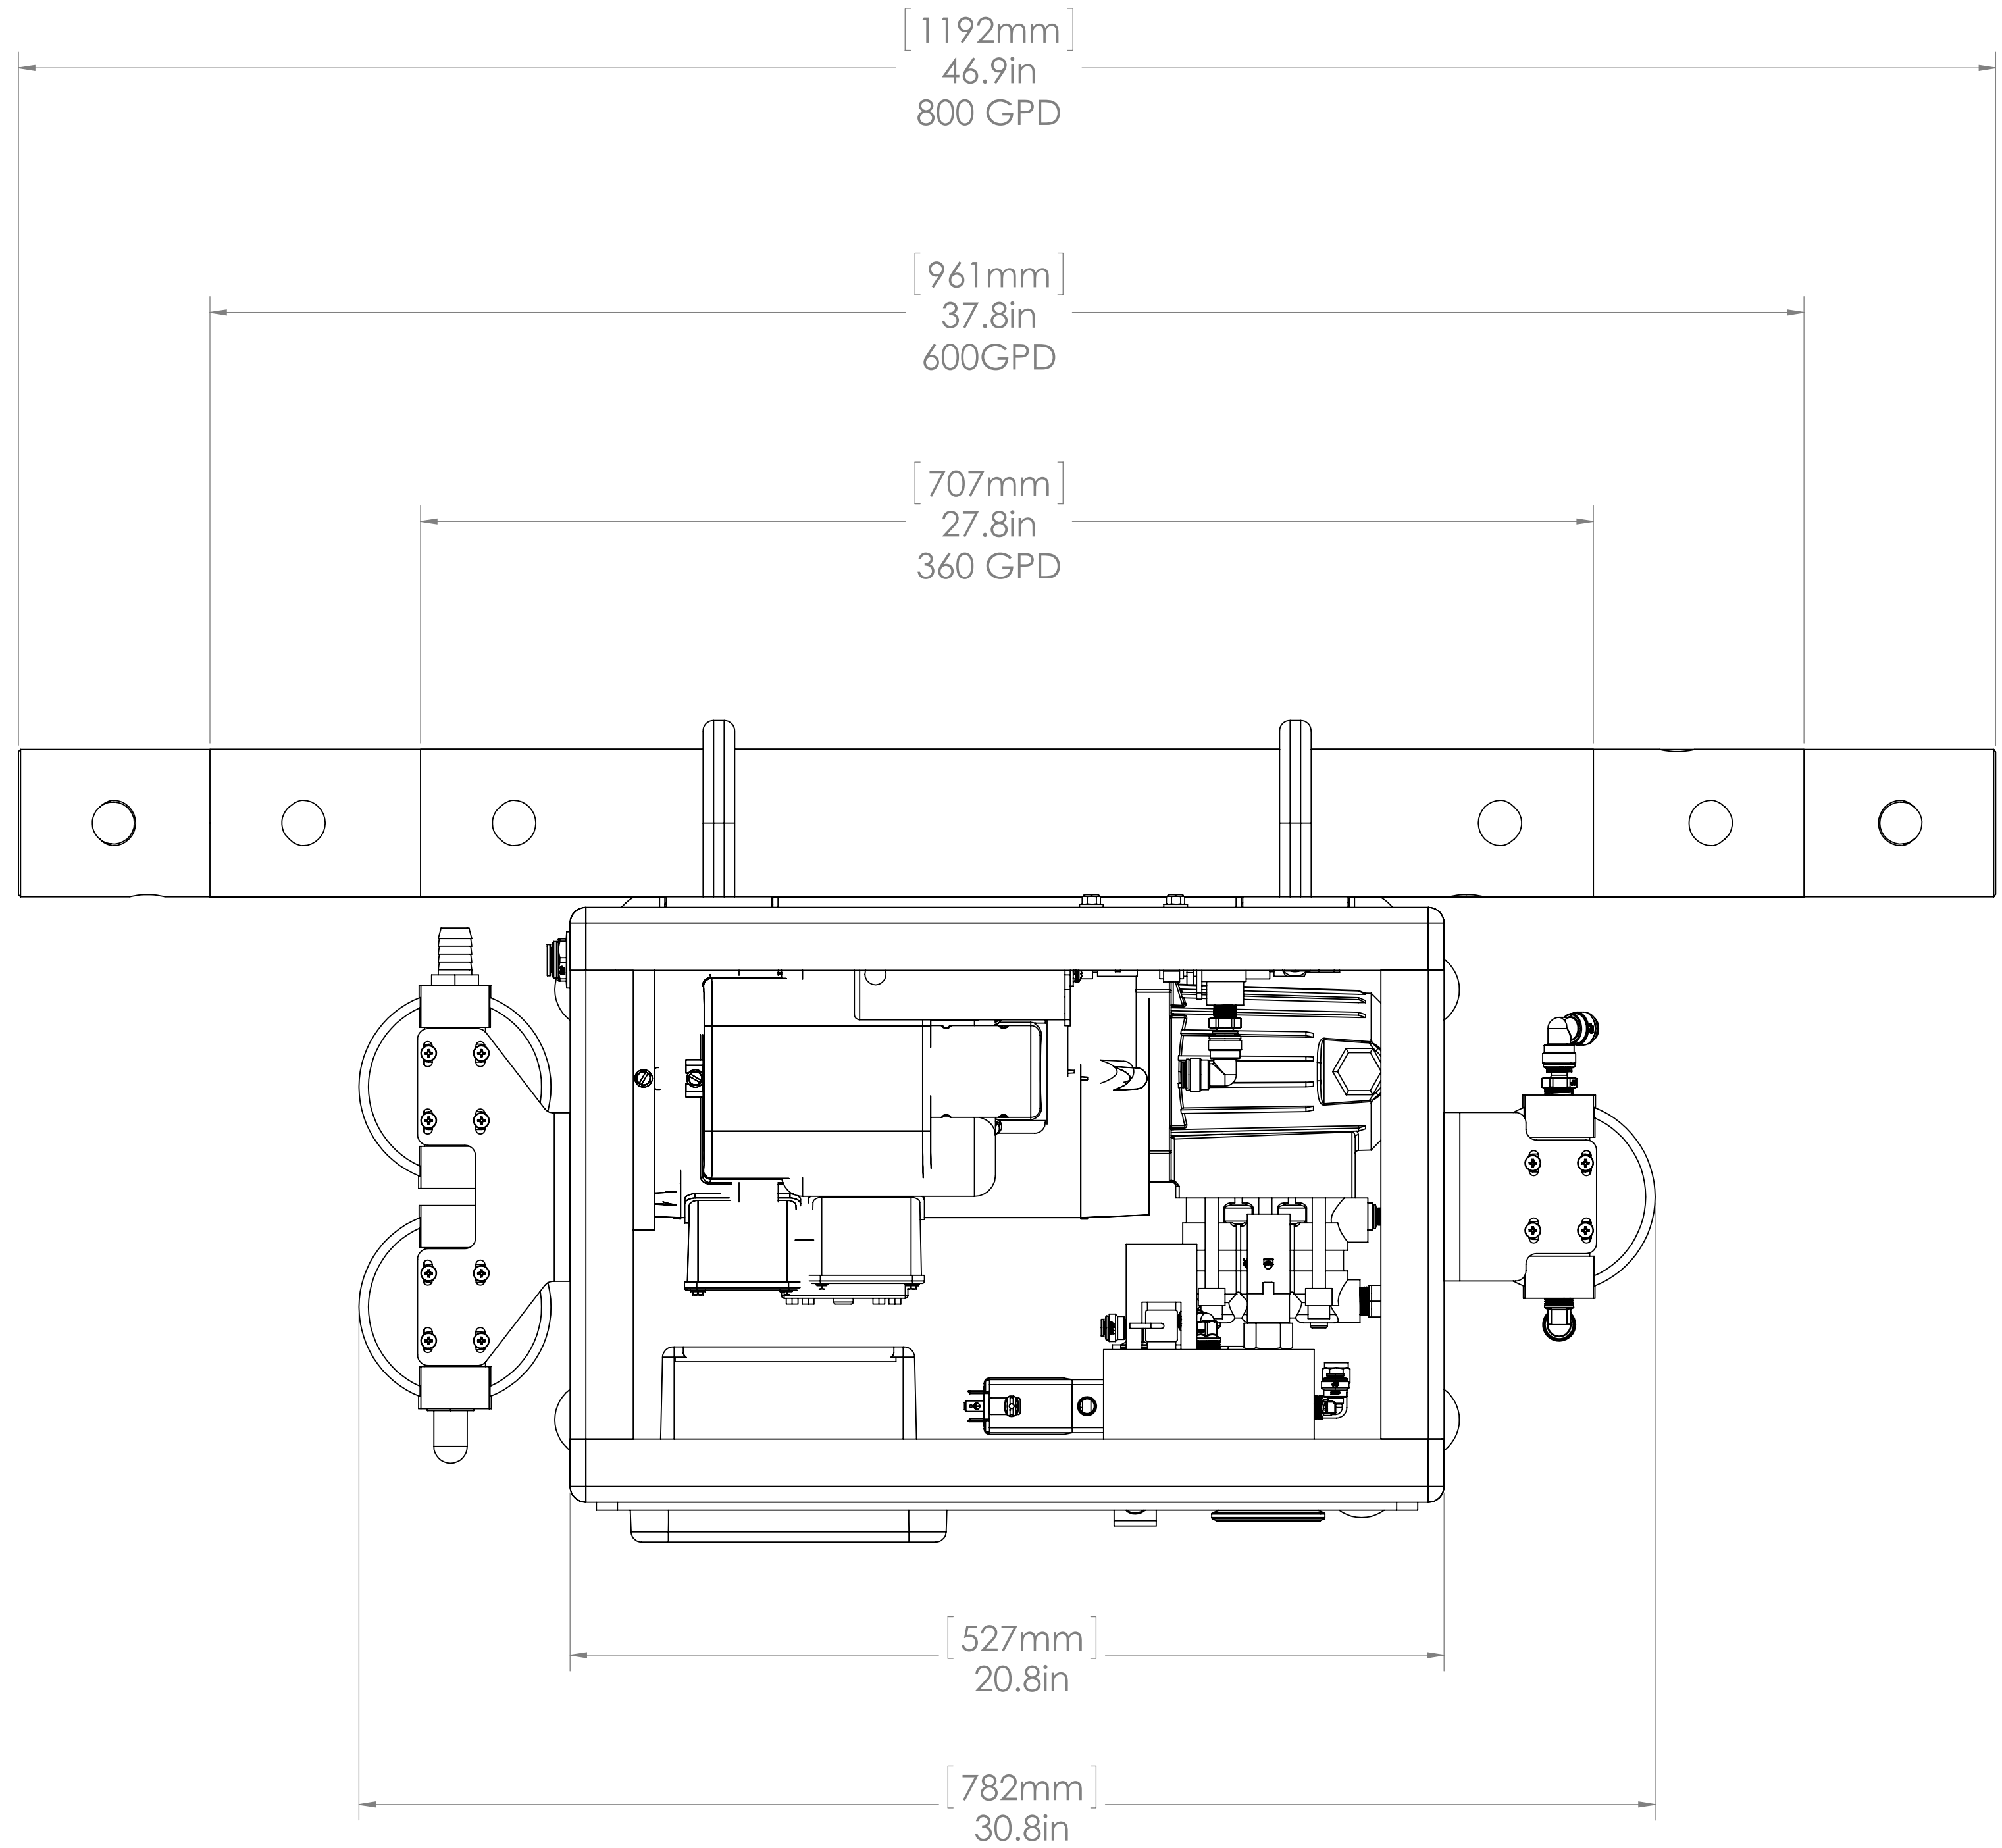 [1192mm]
46.9in
800 GPD
[961mm]
37.8in
600GPD
[707mm]
27.8in
360 GPD
[527mm]
20.8in
[782mm]
30.8in